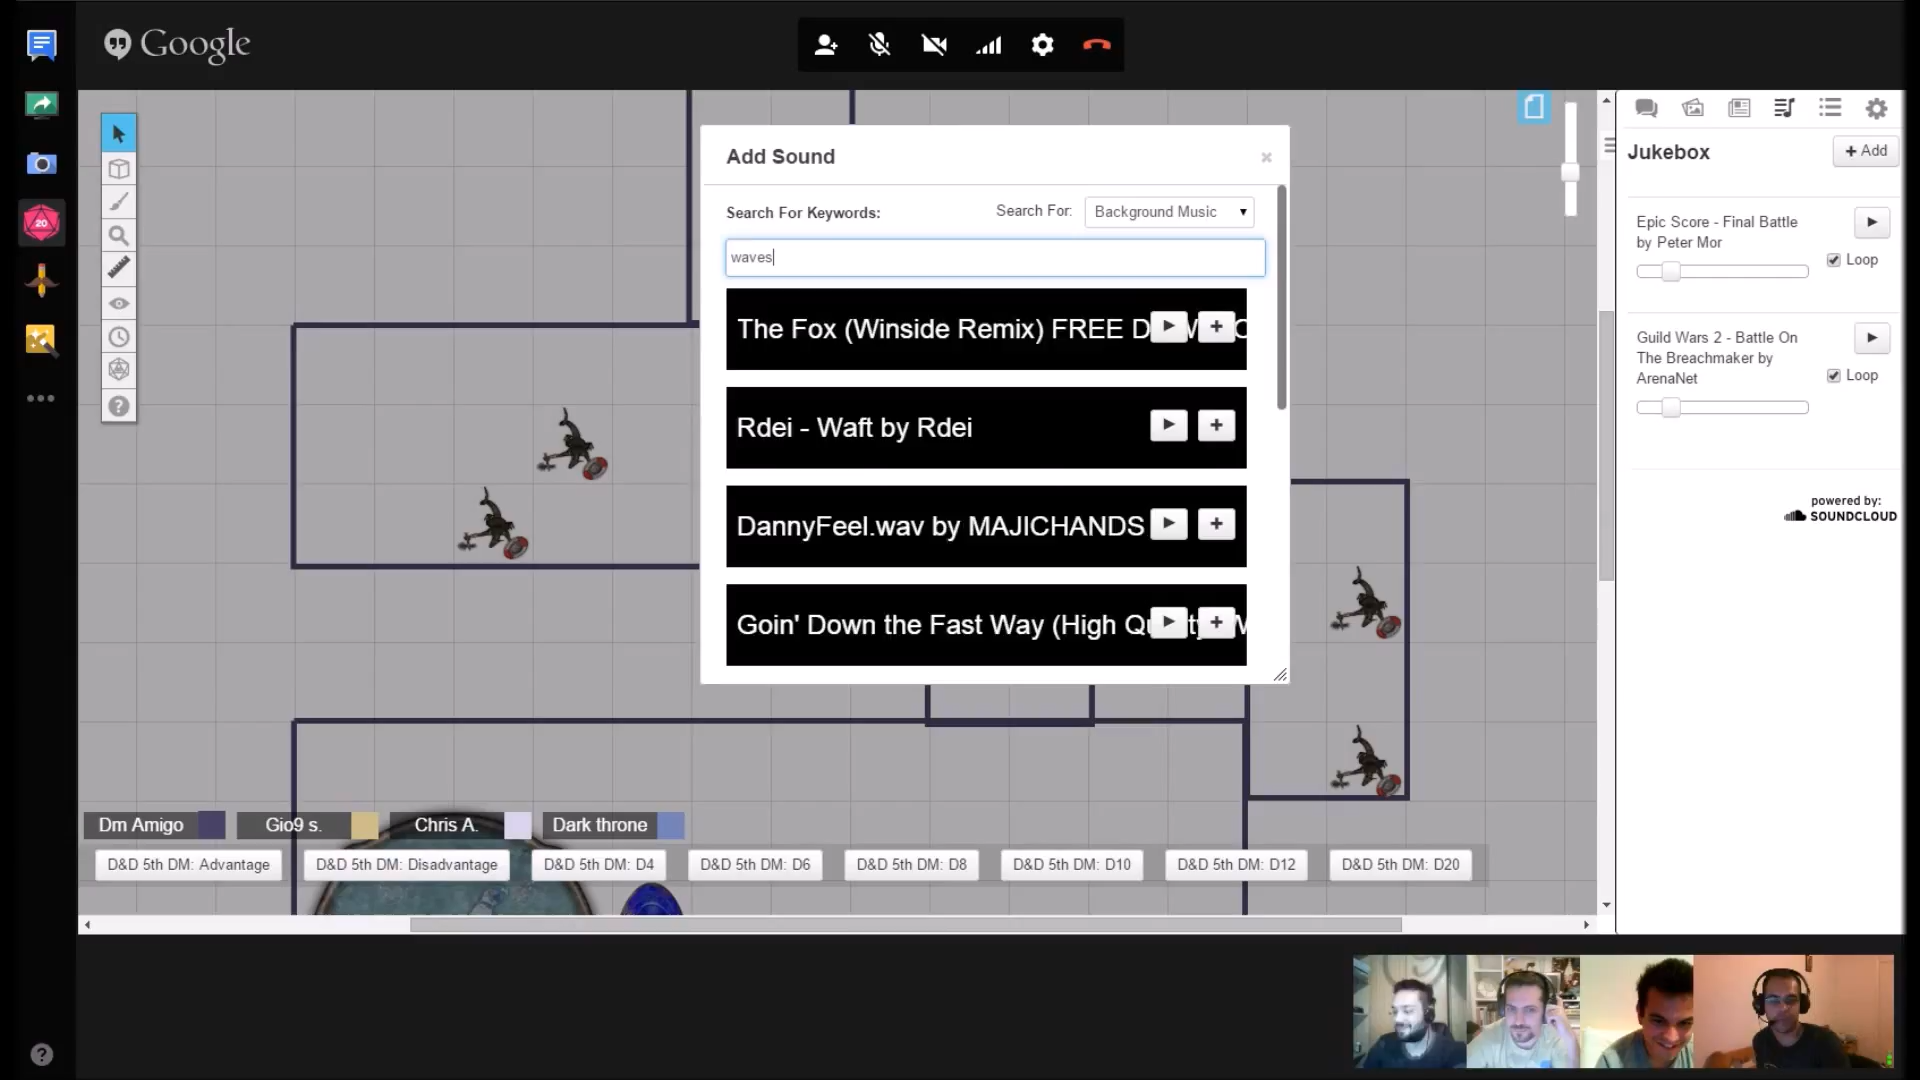 Google
Add Sound
Search For Keywords:
Search For:
Background Music
waves
The Fox (Winside Remix) FREE D
Rdei - Waft by Rdei
DannyFeel.wav by MAJICHANDS
Goin' Down the Fast Way (High Qu
Jukebox
+ Add
Epic Score - Final Battle
by Peter Mor
Loop
Guild Wars 2 - Battle On
The Breachmaker by
ArenaNet
Loop
powered by:
SOUNDCLOUD
20
Dm Amigo
Gio9 s.
Chris A.
Dark throne
D&D 5th DM: Advantage
D&D 5th DM: Disadvantage
D&D 5th DM: D4
D&D 5th DM: D6
D&D 5th DM: D8
D&D 5th DM: D10
D&D 5th DM: D12
D&D 5th DM: D20